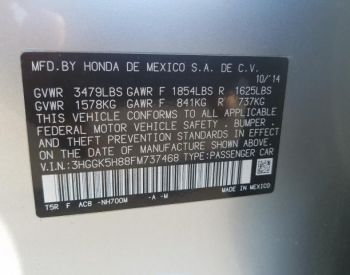 MFD.BY HONDA DE MEXICO S.A. DE C.V.
10/'14
GVWR 3479LBS GAWR F 1854LBS R 1625LBS
GVWR 1578KG GAWR F 841KG R 737KG
THIS VEHICLE CONFORMS TO ALL APPLICABLE
FEDERAL MOTOR VEHICLE SAFETY, BUMPER,
AND THEFT PREVENTION STANDARDS IN EFFECT
ON THE DATE OF MANUFACTURE SHOWN ABOVE.
V.I.N.:3HGGK5H88FM737468 TYPE:PASSENGER CAR
T5R F AC8 -NH700M -A -M
MADE IN MEXICO